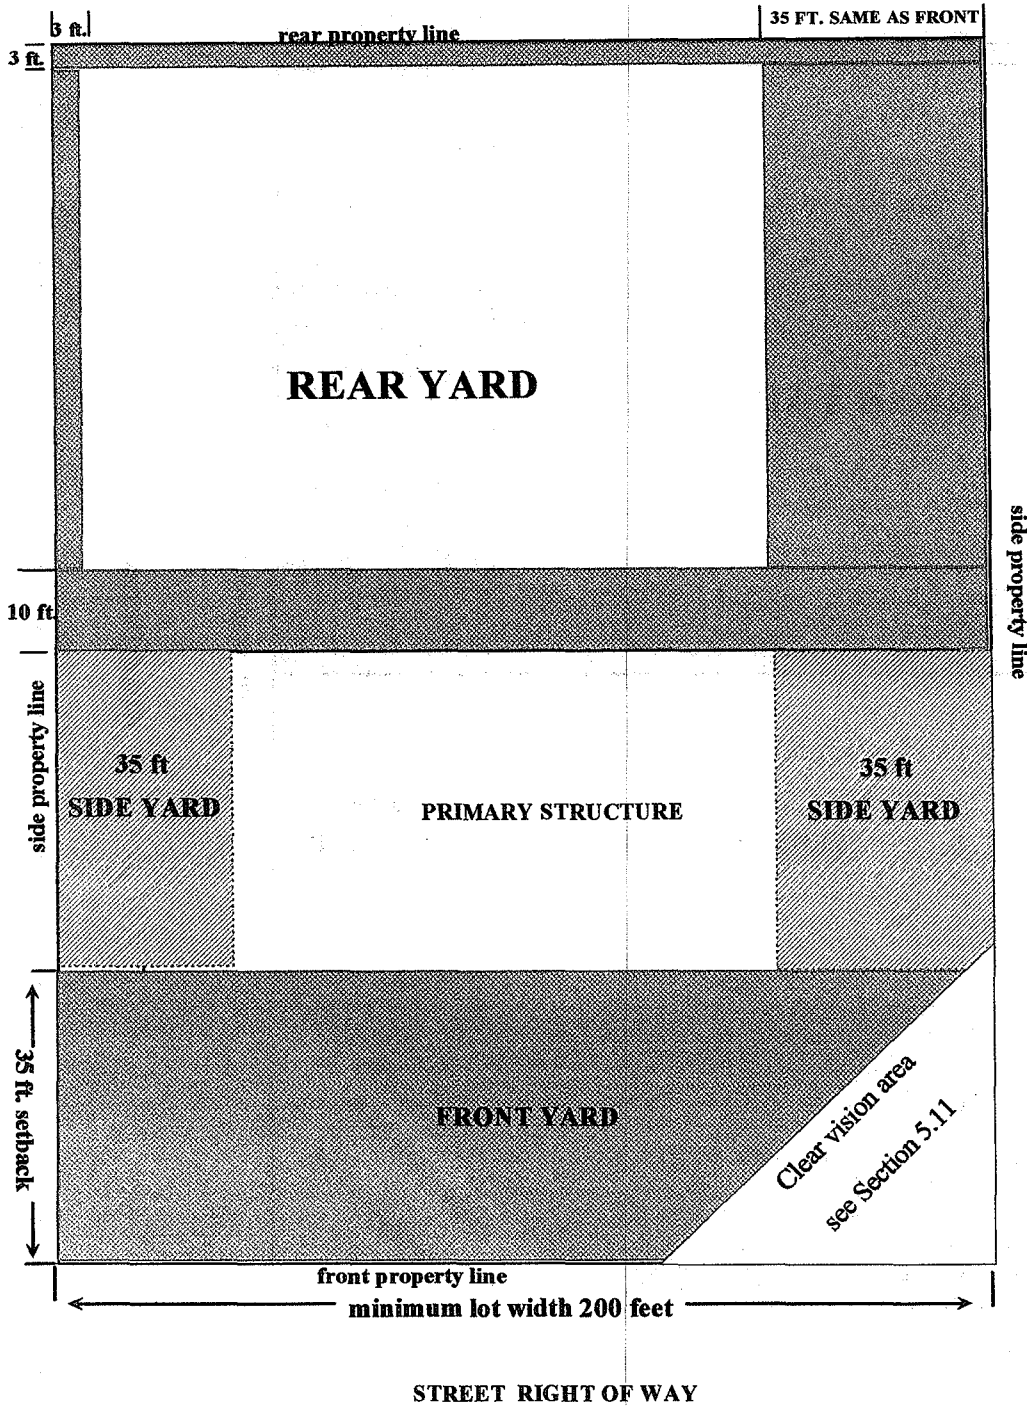 3 ft.
35 FT. SAME AS FRONT
rear property line
3 ft.
REAR YARD
side property line
10 ft.
side property line
35 ft
SIDE YARD
PRIMARY STRUCTURE
35 ft
SIDE YARD
35 ft. setback
FRONT YARD
Clear vision area
see Section 5.11
front property line
minimum lot width 200 feet
STREET RIGHT OF WAY